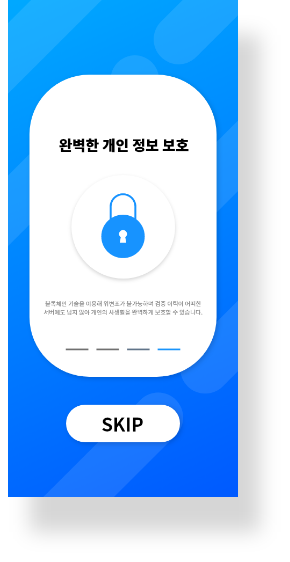 완벽한 개인 정보 보호
블록체인 기술을 이용해 위변조가 불가능하며 검증 이력이 어떠한
서버에도 남지 않아 개인의 사생활을 완벽하게 보호할 수 있습니다.
SKIP